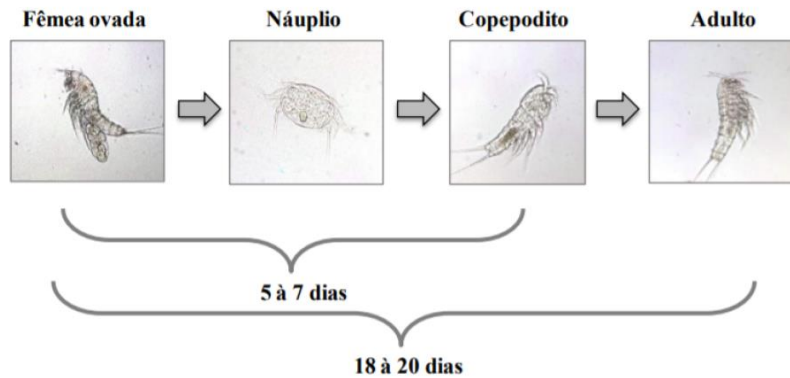 Fêmea ovada
Náuplio
Copepodito
Adulto
5 à 7 dias
18 à 20 dias